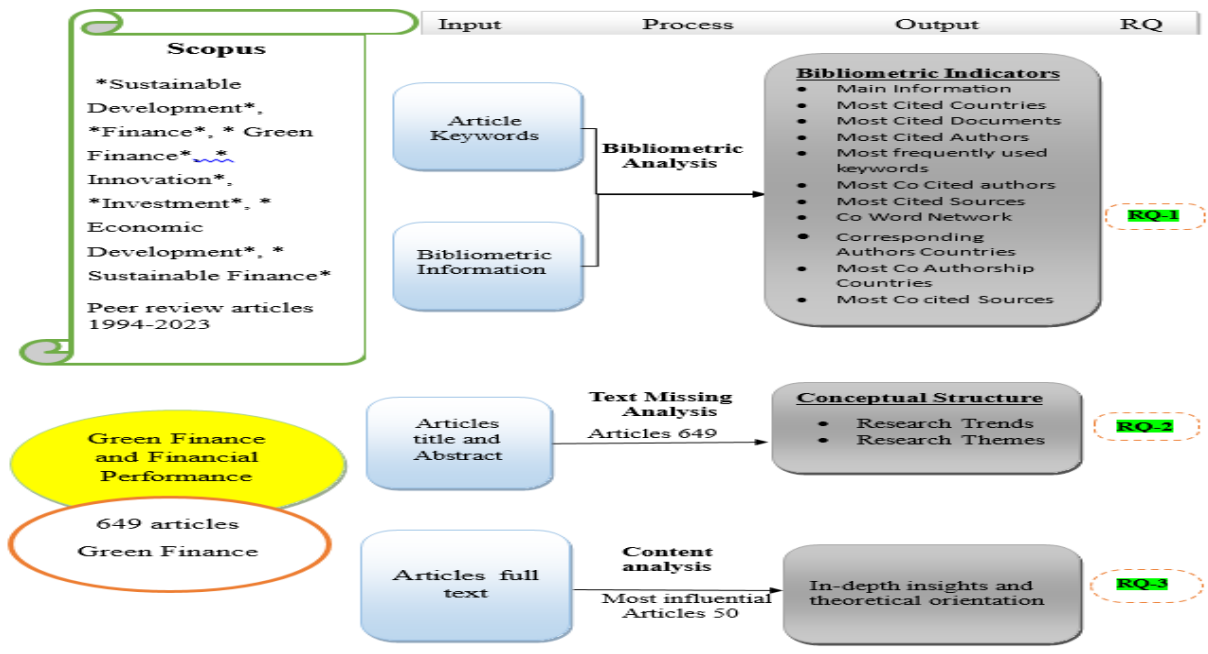 Input Process Output RQ
Scopus
*Sustainable
Development*,
*Finance*, * Green
Finance*, *
Innovation*,
*Investment*, *
Economic
Development*, *
Sustainable Finance*
Peer review articles
1994-2023
Article
Keywords
Bibliometric
Information
Bibliometric
Analysis
Bibliometric Indicators
• Main Information
• Most Cited Countries
• Most Cited Documents
• Most Cited Authors
• Most frequently used
keywords
• Most Co Cited authors
• Most Cited Sources
• Co Word Network
• Corresponding
Authors Countries
• Most Co Authorship
Countries
• Most Co cited Sources
RQ-1
Green Finance
and Financial
Performance
649 articles
Green Finance
Articles
title and
Abstract
Text Missing
Analysis
Articles 649
Conceptual Structure
• Research Trends
• Research Themes
RQ-2
Articles full
text
Content
analysis
Most influential
Articles 50
In-depth insights and
theoretical orientation
RQ-3